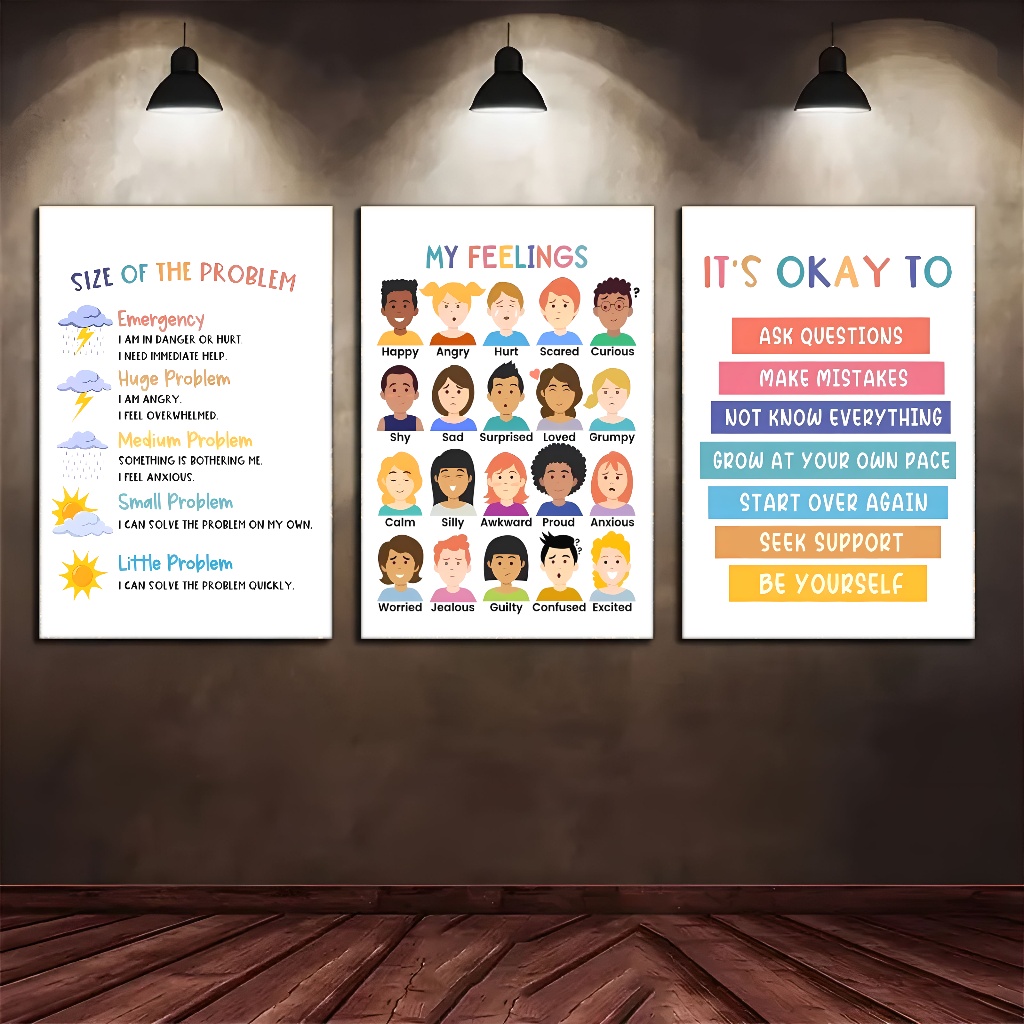 SIZE OF THE PROBLEM
Emergency
I AM IN DANGER OR HURT.
I NEED IMMEDIATE HELP.
Huge Problem
I AM ANGRY.
I FEEL OVERWHELMED.
Medium Problem
SOMETHING IS BOTHERING ME.
I FEEL ANXIOUS.
Small Problem
I CAN SOLVE THE PROBLEM ON MY OWN.
Little Problem
I CAN SOLVE THE PROBLEM QUICKLY.
MY FEELINGS
?
Happy Angry Hurt Scared Curious
Shy Sad Surprised Loved Grumpy
Calm Silly Awkward Proud Anxious
? ?
Worried Jealous Guilty Confused Excited
IT'S OKAY TO
ASK QUESTIONS
MAKE MISTAKES
NOT KNOW EVERYTHING
GROW AT YOUR OWN PACE
START OVER AGAIN
SEEK SUPPORT
BE YOURSELF